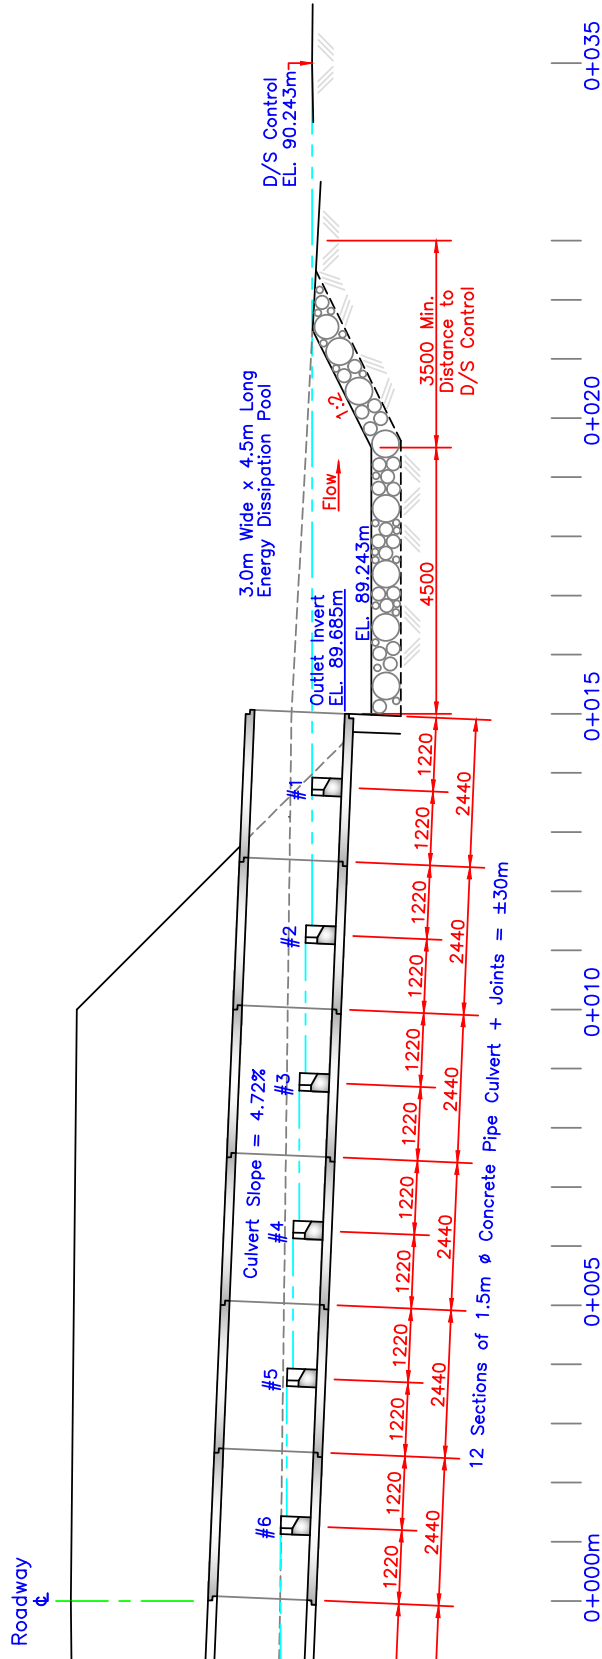 Roadway
℄
#6
#5
#4
#3
#2
#1
Culvert Slope = 4.72%
3.0m Wide x 4.5m Long
Energy Dissipation Pool
D/S Control
EL. 90.243m
Outlet Invert
EL. 89.685m
EL. 89.243m
Flow
1:2
3500 Min.
Distance to
D/S Control
4500
1220
1220
1220
1220
1220
1220
1220
1220
1220
1220
1220
1220
2440
2440
2440
2440
2440
2440
12 Sections of 1.5m ø Concrete Pipe Culvert + Joints = ±30m
0+000m
0+005
0+010
0+015
0+020
0+035